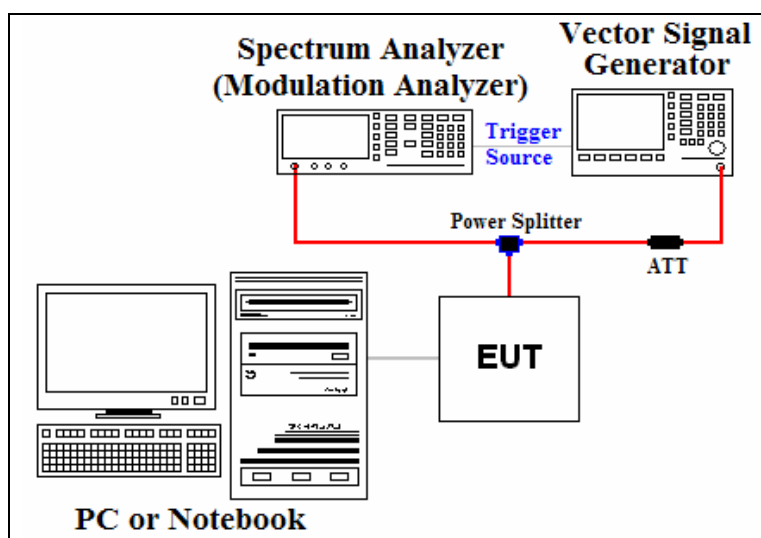 Spectrum Analyzer
(Modulation Analyzer)
Vector Signal
Generator
Trigger
Source
Power Splitter
ATT
EUT
PC or Notebook